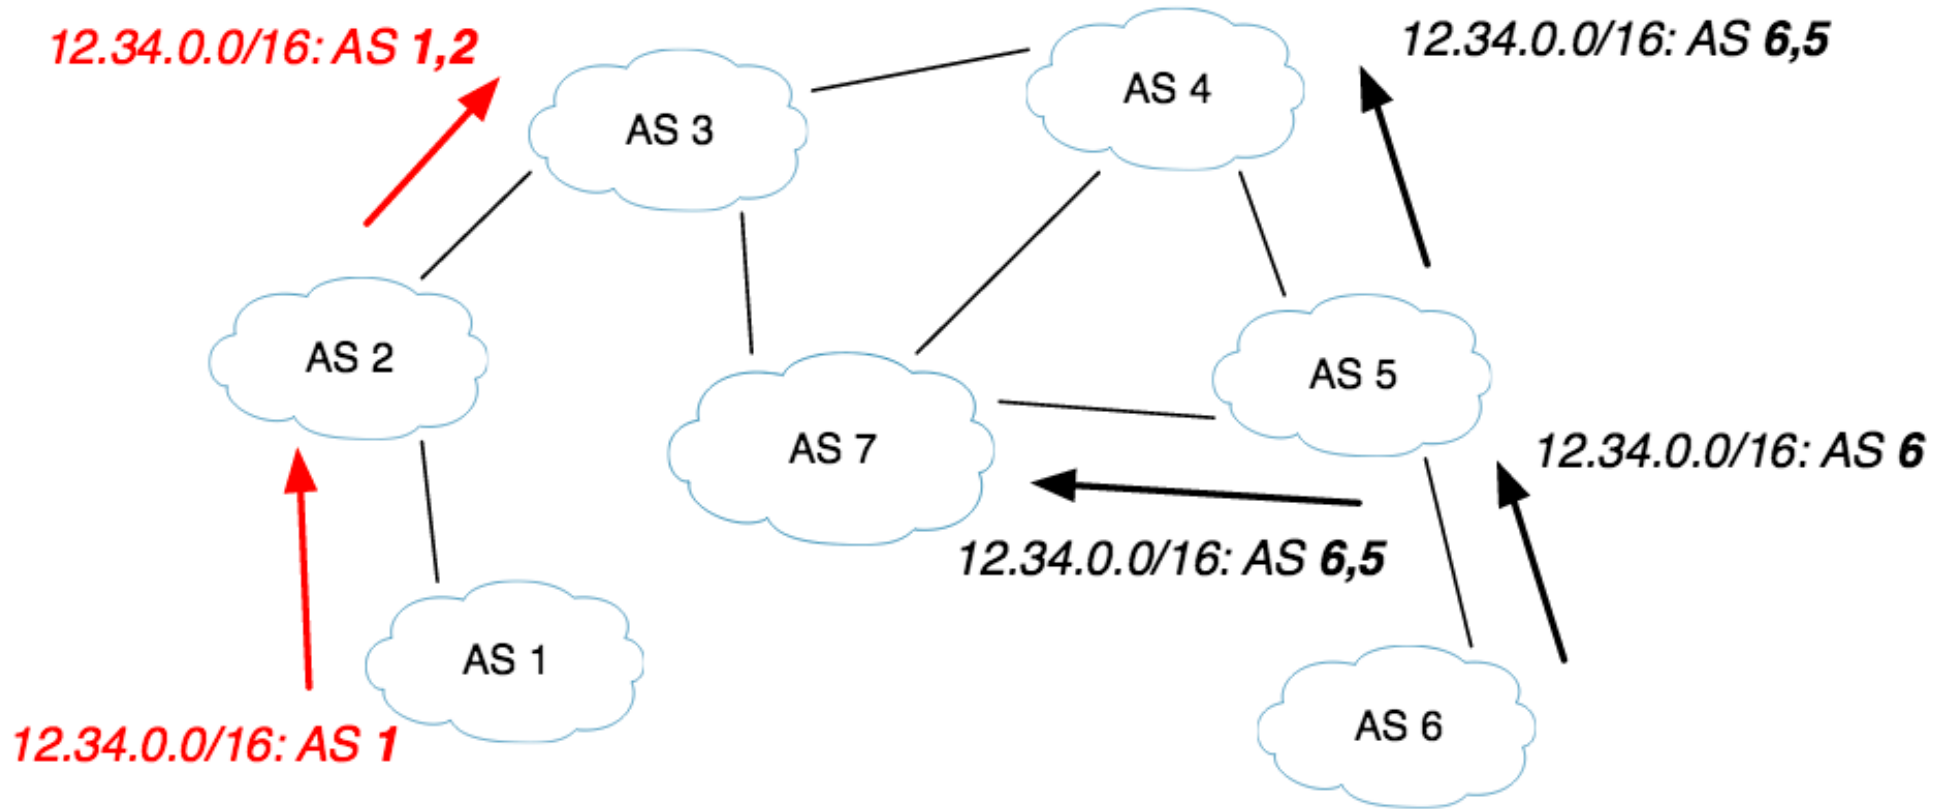 12.34.0.0/16: AS 1,2
12.34.0.0/16: AS 6,5
AS 4
AS 3
AS 2
AS 5
AS 7
12.34.0.0/16: AS 6
12.34.0.0/16: AS 6,5
AS 1
AS 6
12.34.0.0/16: AS 1